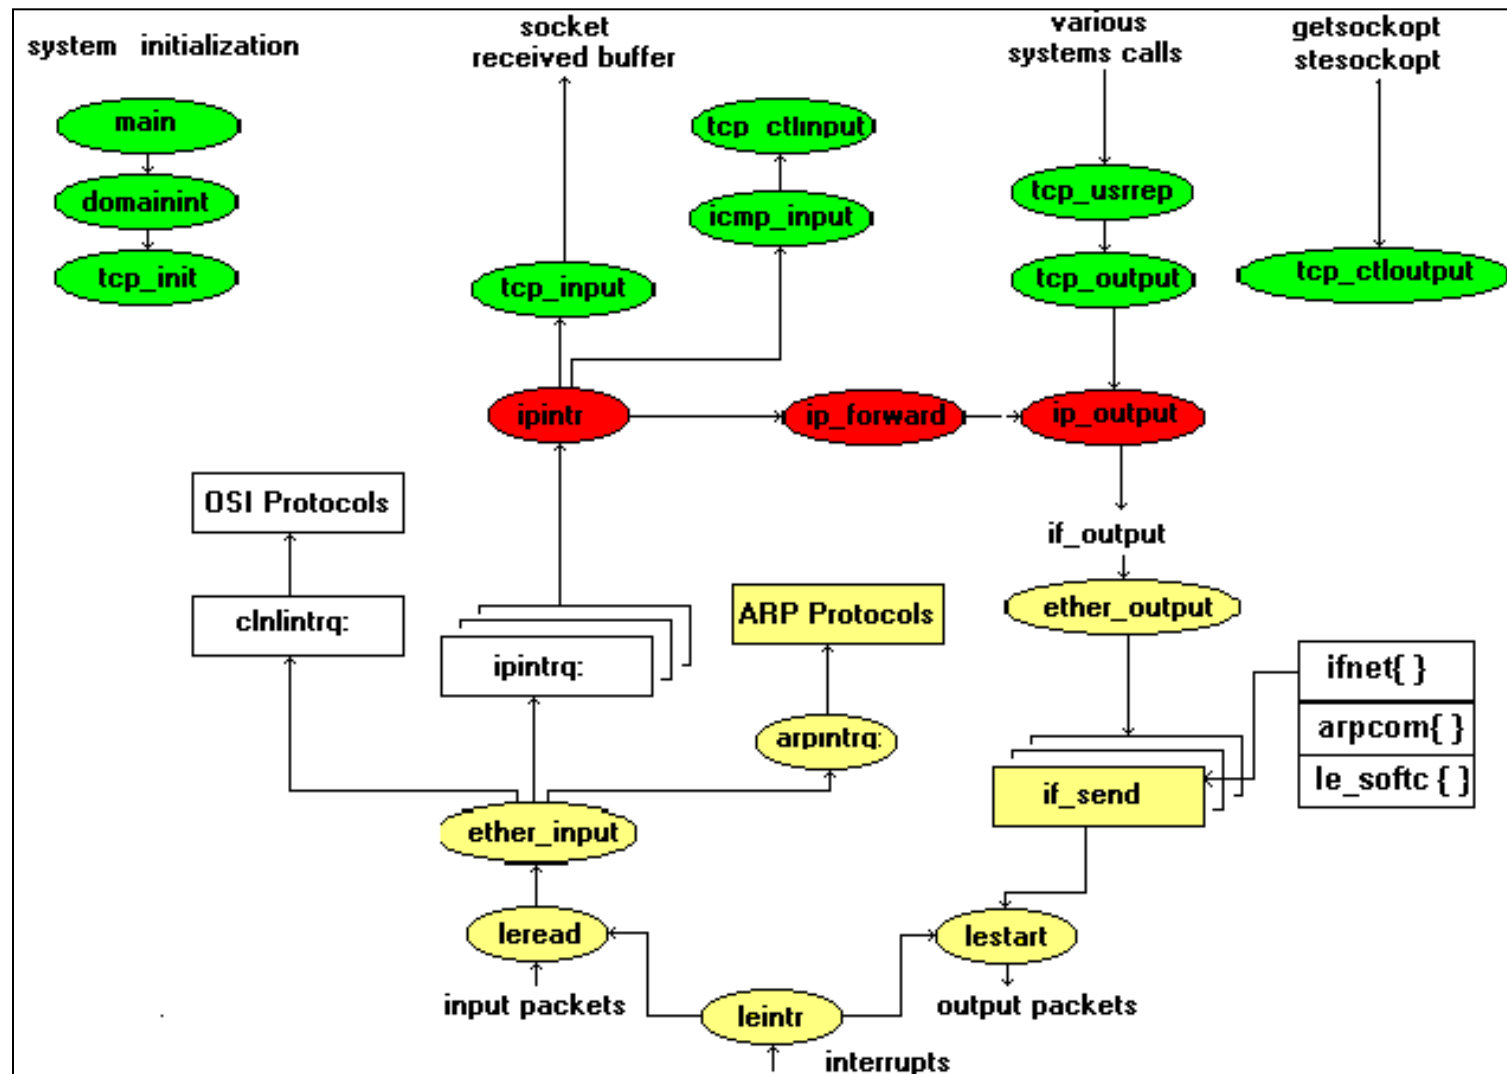 system initialization
socket
received buffer
various
systems calls
getsockopt
stesockopt
main
tcp_ctlinput
domainint
icmp_input
tcp_usrrep
tcp_init
tcp_input
tcp_output
tcp_ctloutput
ipintr
ip_forward
ip_output
OSI Protocols
if_output
clnlintrq:
ARP Protocols
ether_output
ipintrq:
ifnet{ }
arpintrq:
arpcom{ }
if_send
le_softc { }
ether_input
leread
lestart
input packets
leintr
output packets
interrupts